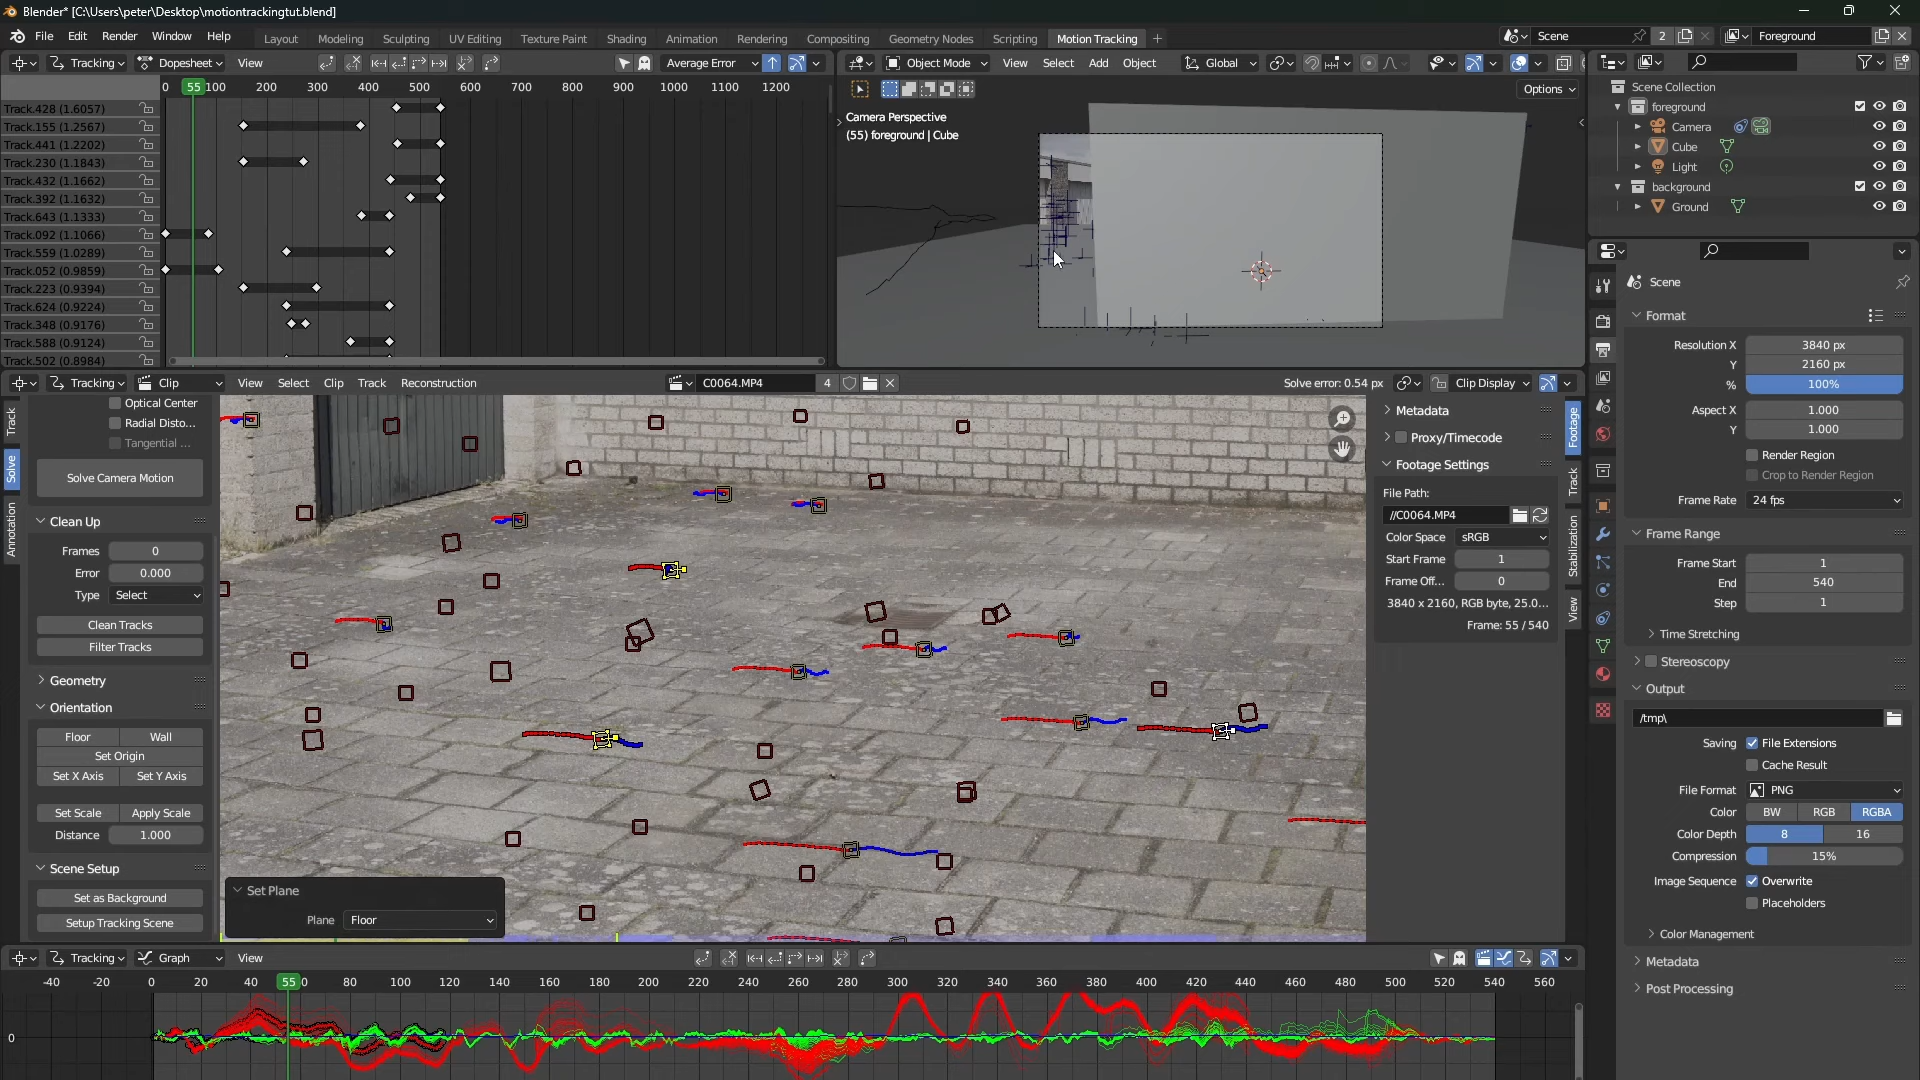 Blender* [C:\Users\peter\Desktop\motiontrackingtut.blend]
File Edit Render Window Help Layout Modeling Sculpting UV Editing Texture Paint Shading Animation Rendering Compositing Geometry Nodes Scripting Motion Tracking + Scene 2 Foreground
Tracking Dopesheet View Average Error
0 55 100 200 300 400 500 600 700 800 900 1000 1100 1200
Track.428 (1.6057)
Track.155 (1.2567)
Track.441 (1.2202)
Track.230 (1.1843)
Track.432 (1.1662)
Track.392 (1.1632)
Track.643 (1.1333)
Track.092 (1.1066)
Track.559 (1.0289)
Track.052 (0.9859)
Track.223 (0.9394)
Track.624 (0.9224)
Track.348 (0.9176)
Track.588 (0.9124)
Track.502 (0.8984)
Object Mode View Select Add Object Global
Options
Camera Perspective
(55) foreground | Cube
Scene Collection
foreground
Camera
Cube
Light
background
Ground
Tracking Clip View Select Clip Track Reconstruction C0064.MP4 4 Solve error: 0.54 px Clip Display
Track
Solve
Annotation
Optical Center
Radial Disto...
Tangential ...
Solve Camera Motion
Clean Up
Frames 0
Error 0.000
Type Select
Clean Tracks
Filter Tracks
Geometry
Orientation
Floor Wall
Set Origin
Set X Axis Set Y Axis
Set Scale Apply Scale
Distance 1.000
Scene Setup
Set as Background
Setup Tracking Scene
Set Plane
Plane Floor
Metadata
Proxy/Timecode
Footage Settings
File Path:
//C0064.MP4
Color Space sRGB
Start Frame 1
Frame Off... 0
3840 x 2160, RGB byte, 25.0...
Frame: 55 / 540
Footage
Track
Stabilization
View
Scene
Format
Resolution X 3840 px
Y 2160 px
% 100%
Aspect X 1.000
Y 1.000
Render Region
Crop to Render Region
Frame Rate 24 fps
Frame Range
Frame Start 1
End 540
Step 1
Time Stretching
Stereoscopy
Output
/tmp\
Saving File Extensions
Cache Result
File Format PNG
Color BW RGB RGBA
Color Depth 8 16
Compression 15%
Image Sequence Overwrite
Placeholders
Color Management
Metadata
Post Processing
Tracking Graph View
-40 -20 0 20 40 55 80 100 120 140 160 180 200 220 240 260 280 300 320 340 360 380 400 420 440 460 480 500 520 540 560
0